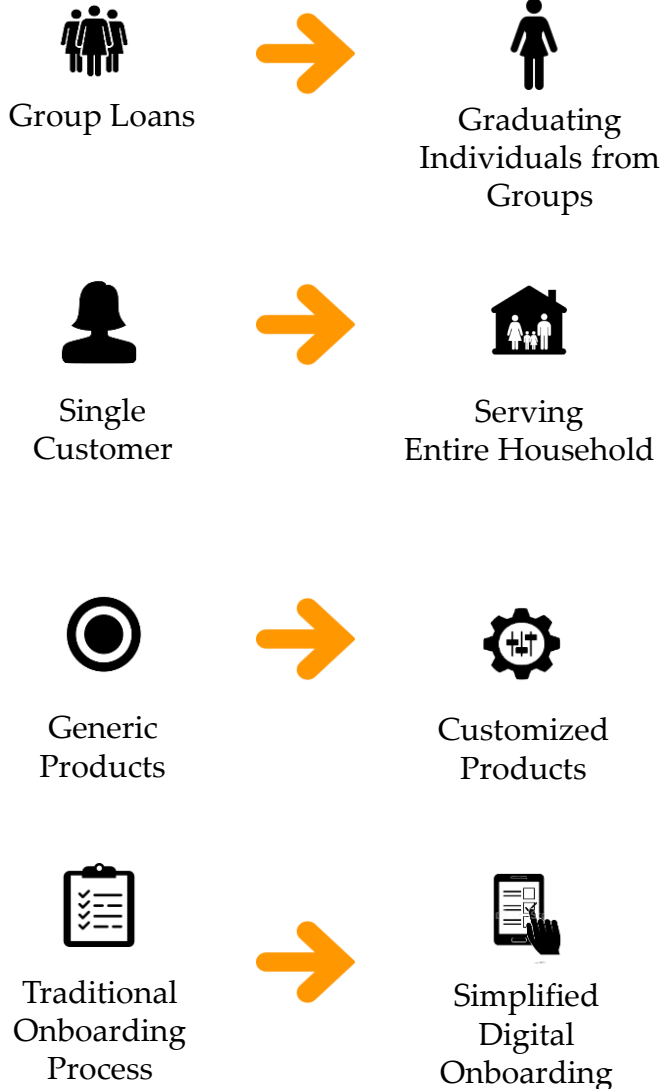 Group Loans
Graduating
Individuals from
Groups
Single
Customer
Serving
Entire Household
Generic
Products
Customized
Products
Traditional
Onboarding
Process
Simplified
Digital
Onboarding